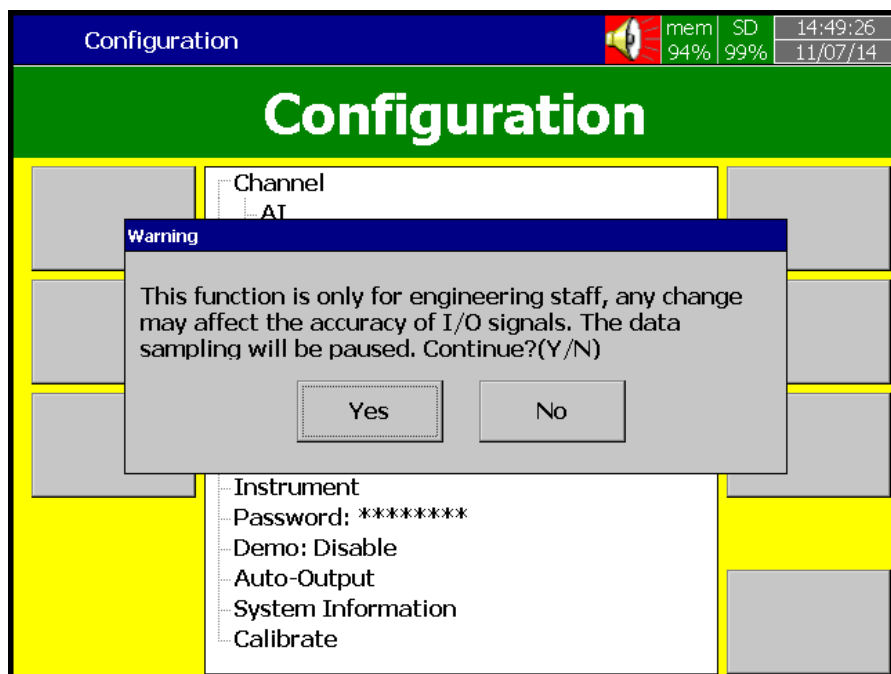 Configuration
mem SD 14:49:26
94% 99% 11/07/14
Configuration
Channel
AI
Warning
This function is only for engineering staff, any change
may affect the accuracy of I/O signals. The data
sampling will be paused. Continue?(Y/N)
Yes No
Instrument
Password: ********
Demo: Disable
Auto-Output
System Information
Calibrate